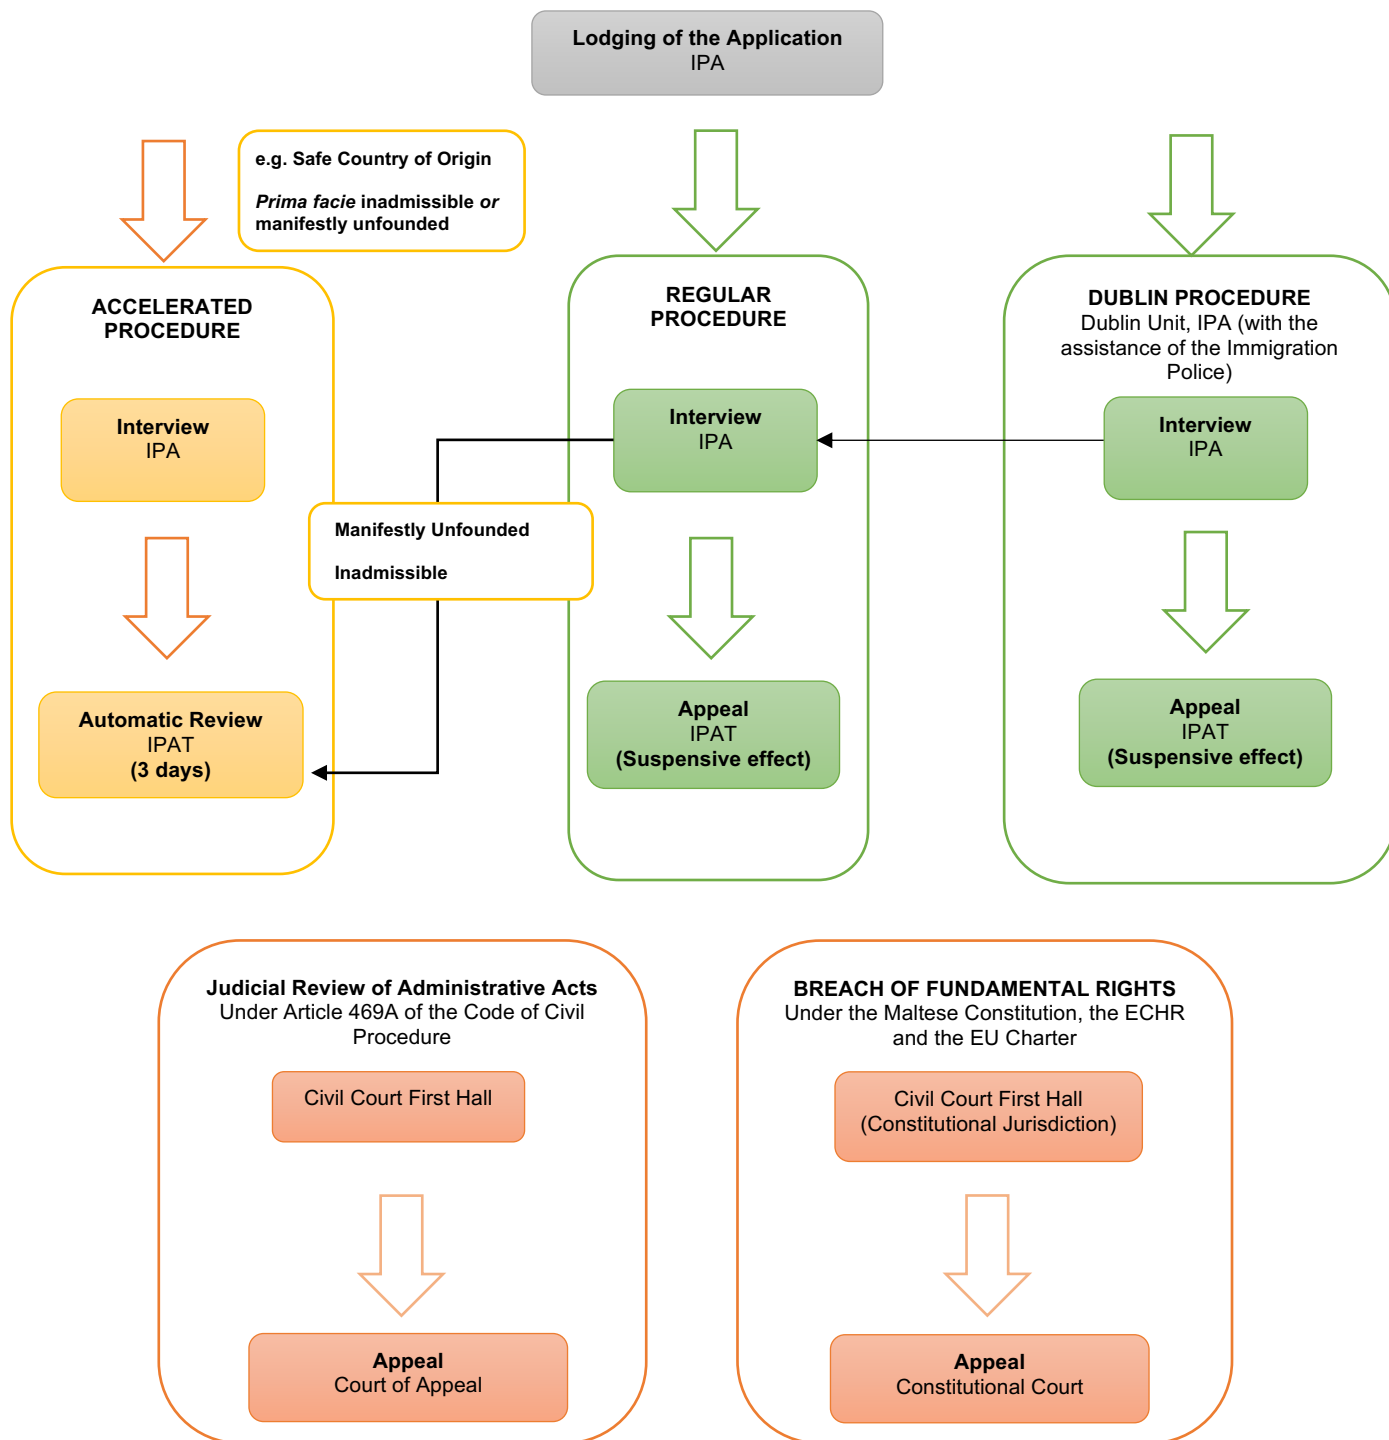 Lodging of the Application
IPA
e.g. Safe Country of Origin
Prima facie inadmissible or
manifestly unfounded
ACCELERATED
PROCEDURE
Interview
IPA
Automatic Review
IPAT
(3 days)
Manifestly Unfounded
Inadmissible
REGULAR
PROCEDURE
Interview
IPA
Appeal
IPAT
(Suspensive effect)
DUBLIN PROCEDURE
Dublin Unit, IPA (with the
assistance of the Immigration
Police)
Interview
IPA
Appeal
IPAT
(Suspensive effect)
Judicial Review of Administrative Acts
Under Article 469A of the Code of Civil
Procedure
Civil Court First Hall
Appeal
Court of Appeal
BREACH OF FUNDAMENTAL RIGHTS
Under the Maltese Constitution, the ECHR
and the EU Charter
Civil Court First Hall
(Constitutional Jurisdiction)
Appeal
Constitutional Court